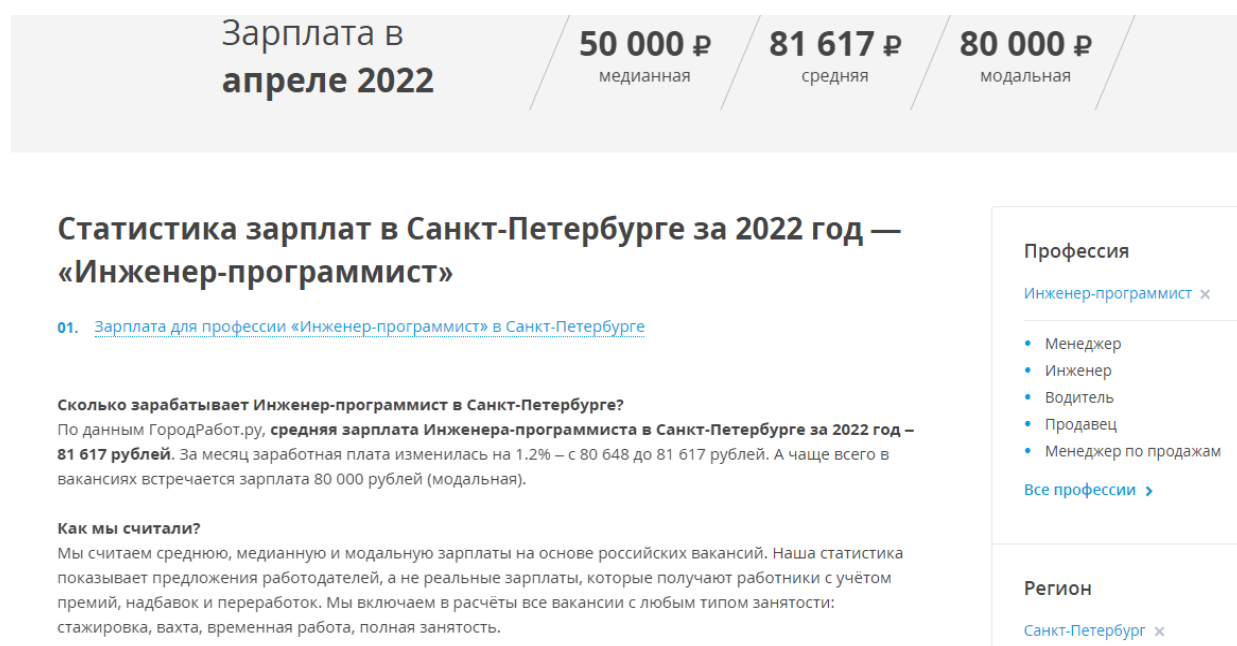 Зарплата в
апреле 2022
50 000 ₽
медианная
81 617 ₽
средняя
80 000 ₽
модальная
Статистика зарплат в Санкт-Петербурге за 2022 год —
«Инженер-программист»
01. Зарплата для профессии «Инженер-программист» в Санкт-Петербурге
Сколько зарабатывает Инженер-программист в Санкт-Петербурге?
По данным ГородРабот.ру, средняя зарплата Инженера-программиста в Санкт-Петербурге за 2022 год –
81 617 рублей. За месяц заработная плата изменилась на 1.2% – с 80 648 до 81 617 рублей. А чаще всего в
вакансиях встречается зарплата 80 000 рублей (модальная).
Как мы считали?
Мы считаем среднюю, медианную и модальную зарплаты на основе российских вакансий. Наша статистика
показывает предложения работодателей, а не реальные зарплаты, которые получают работники с учётом
премий, надбавок и переработок. Мы включаем в расчёты все вакансии с любым типом занятости:
стажировка, вахта, временная работа, полная занятость.
Профессия
Инженер-программист ×
• Менеджер
• Инженер
• Водитель
• Продавец
• Менеджер по продажам
Все профессии >
Регион
Санкт-Петербург ×